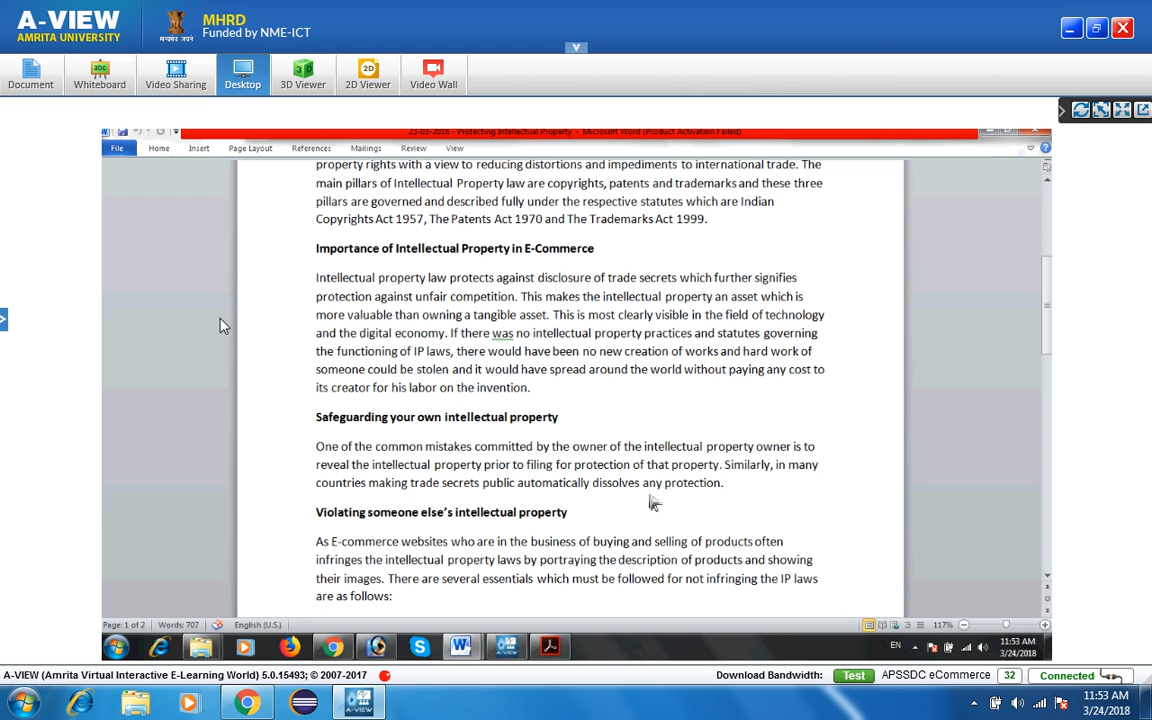 A-VIEW
AMRITA UNIVERSITY
MHRD
Funded by NME-ICT
Document
Whiteboard
Video Sharing
Desktop
3D Viewer
2D Viewer
Video Wall
23-03-2018 - Protecting Intellectual Property - Microsoft Word (Product Activation Failed)
File Home Insert Page Layout References Mailings Review View
property rights with a view to reducing distortions and impediments to international trade. The
main pillars of Intellectual Property law are copyrights, patents and trademarks and these three
pillars are governed and described fully under the respective statutes which are Indian
Copyrights Act 1957, The Patents Act 1970 and The Trademarks Act 1999.
Importance of Intellectual Property in E-Commerce
Intellectual property law protects against disclosure of trade secrets which further signifies
protection against unfair competition. This makes the intellectual property an asset which is
more valuable than owning a tangible asset. This is most clearly visible in the field of technology
and the digital economy. If there was no intellectual property practices and statutes governing
the functioning of IP laws, there would have been no new creation of works and hard work of
someone could be stolen and it would have spread around the world without paying any cost to
its creator for his labor on the invention.
Safeguarding your own intellectual property
One of the common mistakes committed by the owner of the intellectual property owner is to
reveal the intellectual property prior to filing for protection of that property. Similarly, in many
countries making trade secrets public automatically dissolves any protection.
Violating someone else's intellectual property
As E-commerce websites who are in the business of buying and selling of products often
infringes the intellectual property laws by portraying the description of products and showing
their images. There are several essentials which must be followed for not infringing the IP laws
are as follows:
Page: 1 of 2 Words: 707 English (U.S.) 117%
EN 11:53 AM
3/24/2018
A-VIEW (Amrita Virtual Interactive E-Learning World) 5.0.15493; © 2007-2017 Download Bandwidth: Test APSSDC eCommerce 32 Connected
11:53 AM
3/24/2018